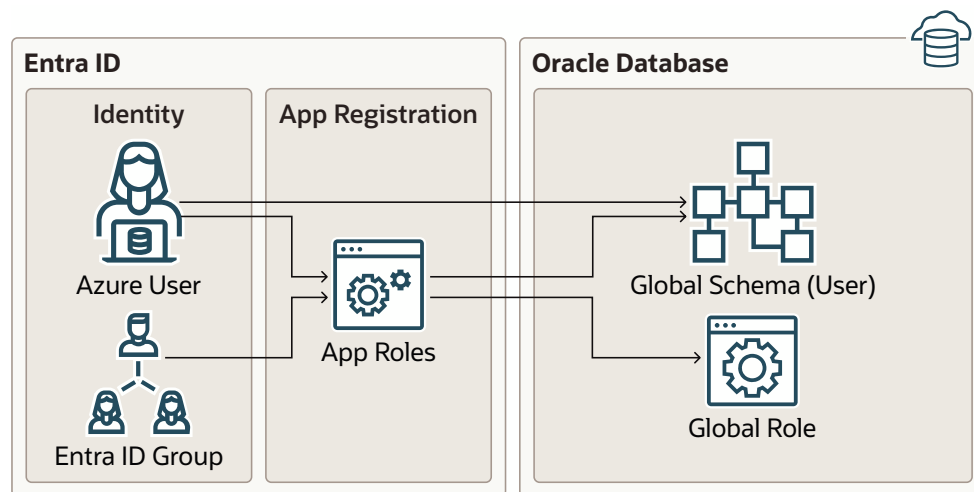 Entra ID
Identity
Azure User
Entra ID Group
App Registration
App Roles
Oracle Database
Global Schema (User)
Global Role